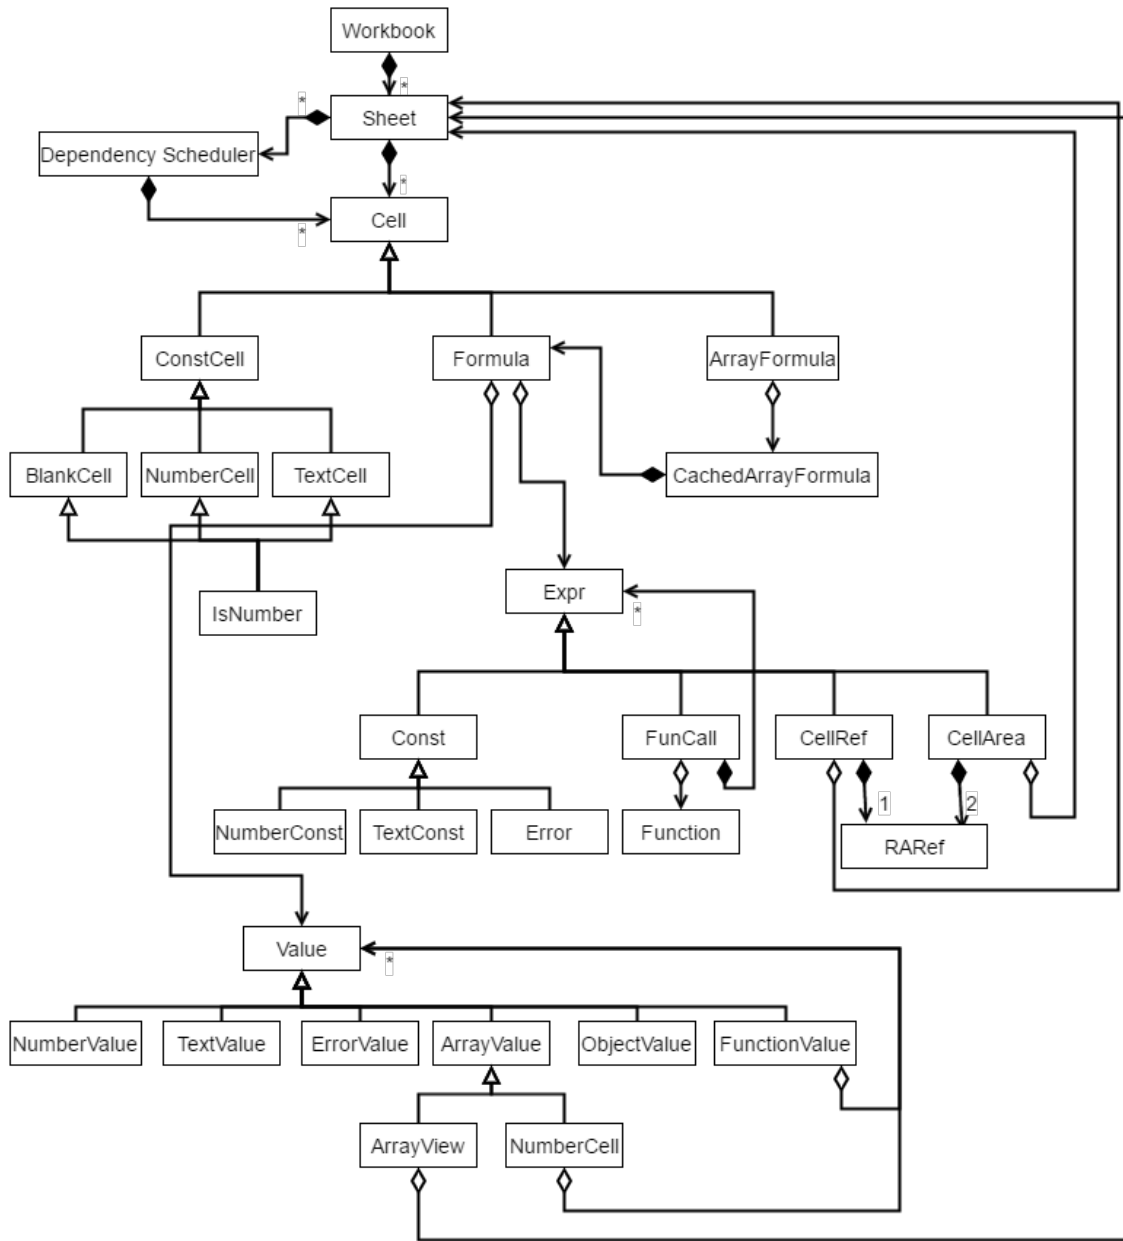 Workbook
*
*
Sheet
Dependency Scheduler
*
Cell
*
ConstCell
Formula
ArrayFormula
BlankCell
NumberCell
TextCell
CachedArrayFormula
Expr
*
IsNumber
Const
FunCall
CellRef
CellArea
1
2
NumberConst
TextConst
Error
Function
RARef
Value
*
NumberValue
TextValue
ErrorValue
ArrayValue
ObjectValue
FunctionValue
ArrayView
NumberCell